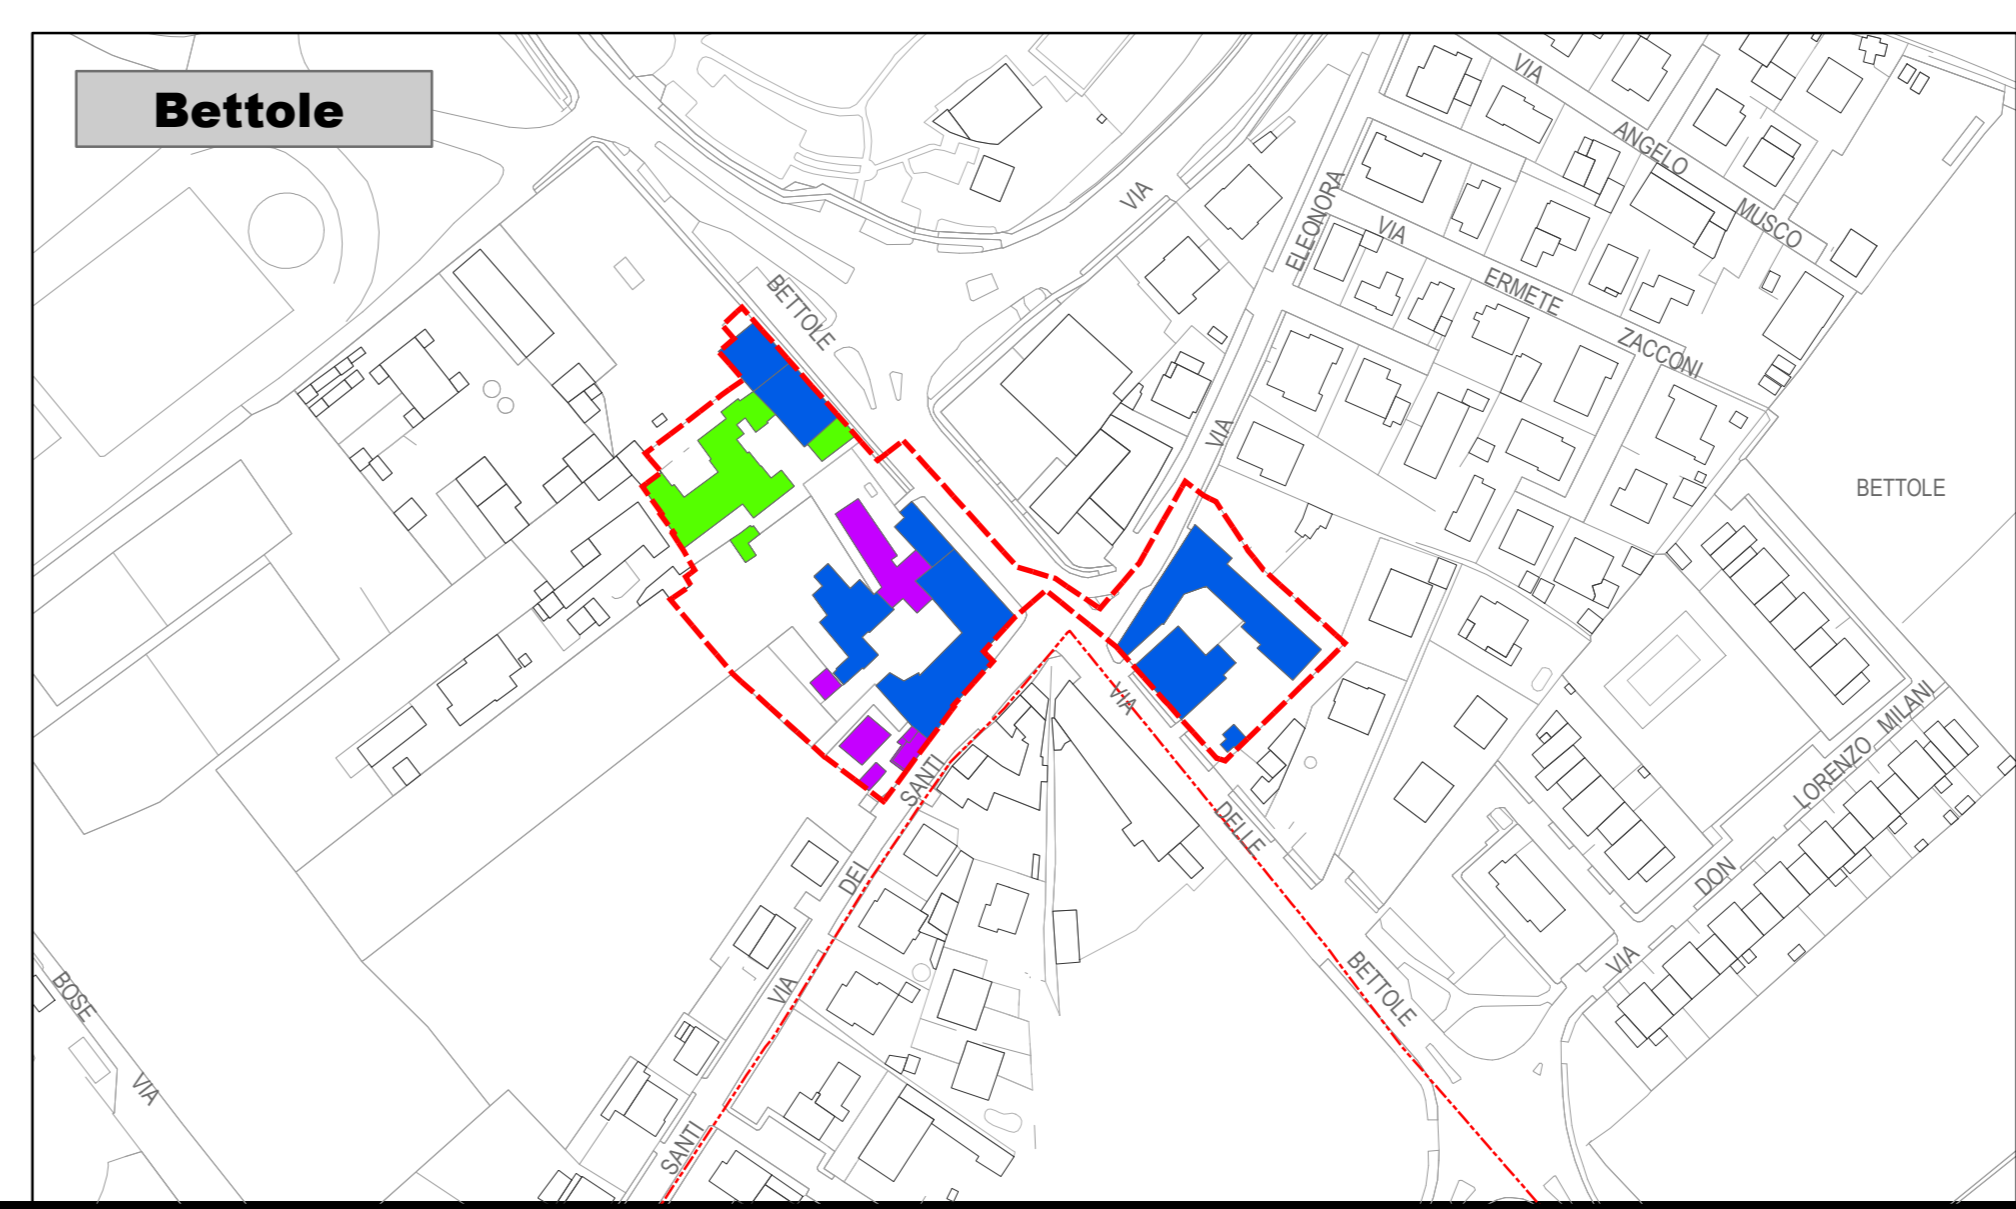 Bettole
VIA
ANGELO
MUSCO
VIA
ELEONORA
VIA
ERMETE
ZACCONI
BETTOLE
VIA
BETTOLE
VIA
DELLE
BETTOLE
SANTI
DEI
VIA
SANTI
LORENZO MILANI
DON
VIA
BOSE
VIA